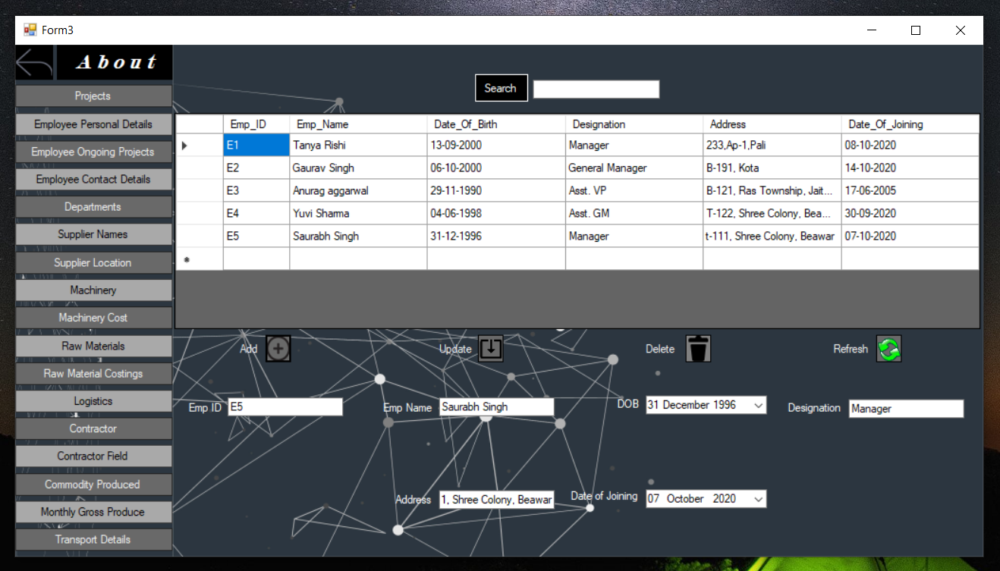 Form3
About
Search
Projects
Employee Personal Details
Employee Ongoing Projects
Employee Contact Details
Departments
Supplier Names
Supplier Location
Machinery
Machinery Cost
Raw Materials
Raw Material Costings
Logistics
Contractor
Contractor Field
Commodity Produced
Monthly Gross Produce
Transport Details
Emp_ID Emp_Name Date_Of_Birth Designation Address Date_Of_Joining
E1 Tanya Rishi 13-09-2000 Manager 233,Ap-1,Pali 08-10-2020
E2 Gaurav Singh 06-10-2000 General Manager B-191, Kota 14-10-2020
E3 Anurag aggarwal 29-11-1990 Asst. VP B-121, Ras Township, Jait... 17-06-2005
E4 Yuvi Sharma 04-06-1998 Asst. GM T-122, Shree Colony, Bea... 30-09-2020
E5 Saurabh Singh 31-12-1996 Manager t-111, Shree Colony, Beawar 07-10-2020
Add Update Delete Refresh
Emp ID E5 Emp Name Saurabh Singh DOB 31 December 1996 Designation Manager
Address 1, Shree Colony, Beawar Date of Joining 07 October 2020